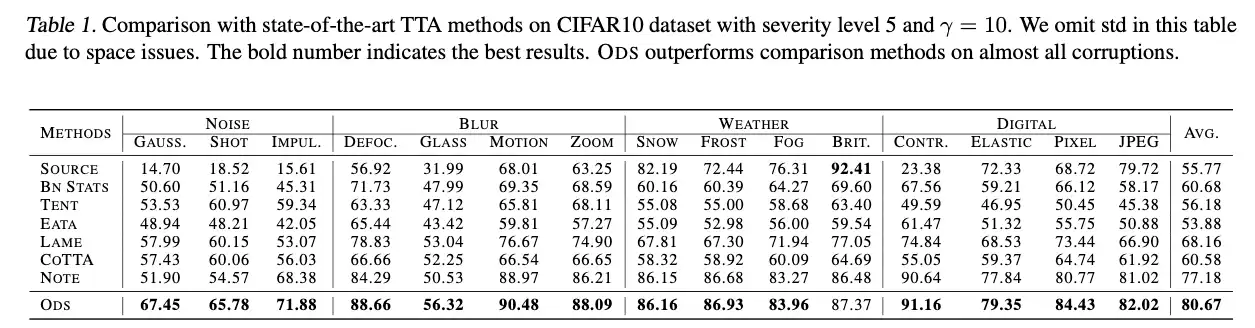 Table 1. Comparison with state-of-the-art TTA methods on CIFAR10 dataset with severity level 5 and γ = 10. We omit std in this table
due to space issues. The bold number indicates the best results. ODS outperforms comparison methods on almost all corruptions.
METHODS NOISE BLUR WEATHER DIGITAL AVG.
GAUSS. SHOT IMPUL. DEFOC. GLASS MOTION ZOOM SNOW FROST FOG BRIT. CONTR. ELASTIC PIXEL JPEG
SOURCE 14.70 18.52 15.61 56.92 31.99 68.01 63.25 82.19 72.44 76.31 92.41 23.38 72.33 68.72 79.72 55.77
BN STATS 50.60 51.16 45.31 71.73 47.99 69.35 68.59 60.16 60.39 64.27 69.60 67.56 59.21 66.12 58.17 60.68
TENT 53.53 60.97 59.34 63.33 47.12 65.81 68.11 55.08 55.00 58.68 63.40 49.59 46.95 50.45 45.38 56.18
EATA 48.94 48.21 42.05 65.44 43.42 59.81 57.27 55.09 52.98 56.00 59.54 61.47 51.32 55.75 50.88 53.88
LAME 57.99 60.15 53.07 78.83 53.04 76.67 74.90 67.81 67.30 71.94 77.05 74.84 68.53 73.44 66.90 68.16
COTTA 57.43 60.06 56.03 66.66 52.25 66.54 66.65 58.32 58.92 60.09 64.69 55.05 59.37 64.74 61.92 60.58
NOTE 51.90 54.57 68.38 84.29 50.53 88.97 86.21 86.15 86.68 83.27 86.48 90.64 77.84 80.77 81.02 77.18
ODS 67.45 65.78 71.88 88.66 56.32 90.48 88.09 86.16 86.93 83.96 87.37 91.16 79.35 84.43 82.02 80.67